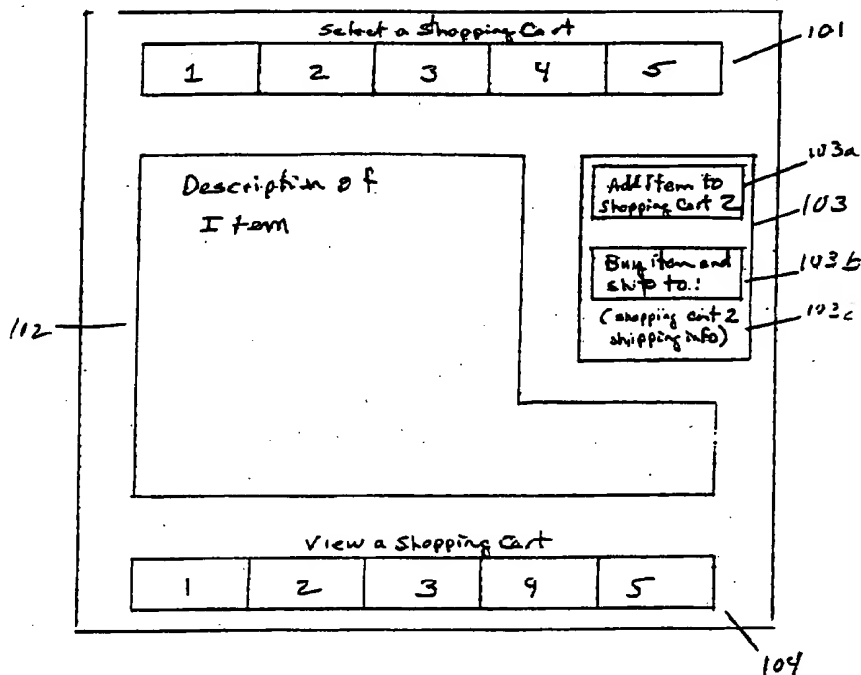 Select a Shopping Cart
101
1 2 3 4 5
103a
Description of
Item
Add Item to
Shopping Cart 2
103
Buy item and
ship to:
103b
(shopping cart 2
shipping info)
103c
102
View a Shopping Cart
1 2 3 4 5
104